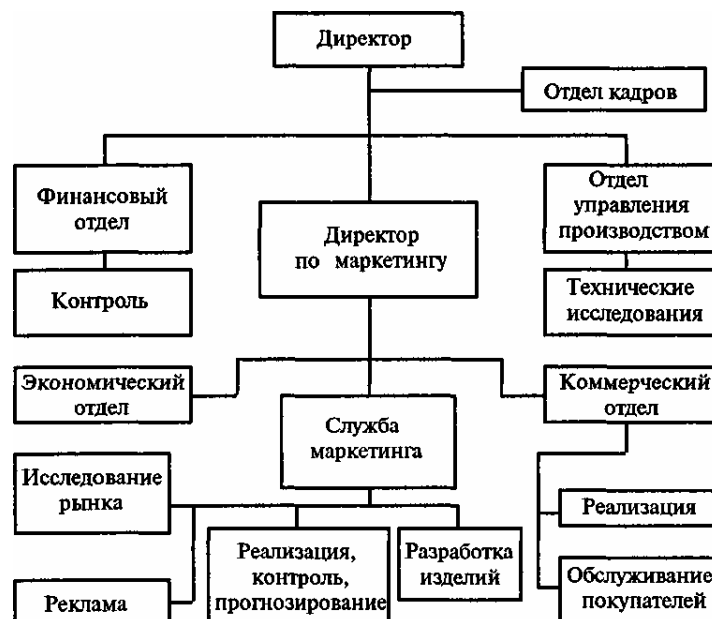 Директор
Отдел кадров
Финансовый
отдел
Директор
по маркетингу
Отдел
управления
производством
Контроль
Технические
исследования
Экономический
отдел
Служба
маркетинга
Коммерческий
отдел
Исследование
рынка
Реализация,
контроль,
прогнозирование
Разработка
изделий
Реализация
Реклама
Обслуживание
покупателей